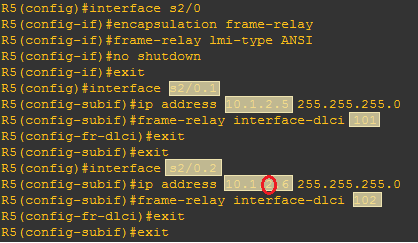 R5(config)#interface s2/0
R5(config-if)#encapsulation frame-relay
R5(config-if)#frame-relay lmi-type ANSI
R5(config-if)#no shutdown
R5(config-if)#exit
R5(config)#interface s2/0.1
R5(config-subif)#ip address 10.1.2.5 255.255.255.0
R5(config-subif)#frame-relay interface-dlci 101
R5(config-fr-dlci)#exit
R5(config-subif)#exit
R5(config)#interface s2/0.2
R5(config-subif)#ip address 10.1.2.6 255.255.255.0
R5(config-subif)#frame-relay interface-dlci 102
R5(config-fr-dlci)#exit
R5(config-subif)#exit